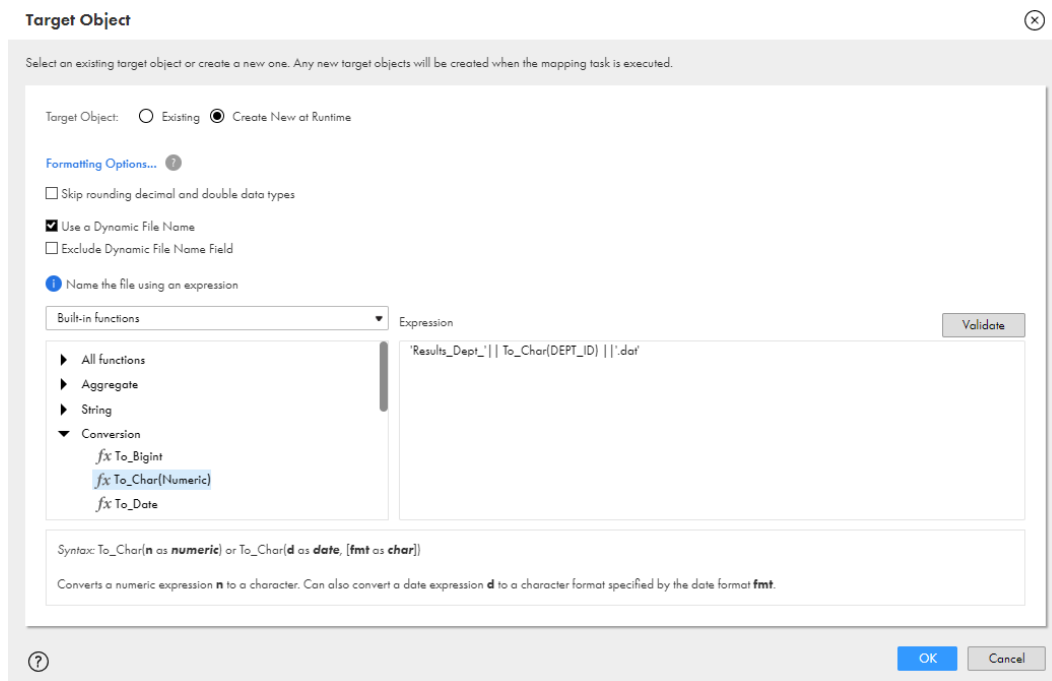 Target Object
Select an existing target object or create a new one. Any new target objects will be created when the mapping task is executed.
Target Object: Existing Create New at Runtime
Formatting Options... ?
Skip rounding decimal and double data types
Use a Dynamic File Name
Exclude Dynamic File Name Field
i Name the file using an expression
Built-in functions
Expression
Validate
All functions
Aggregate
String
Conversion
fx To_Bigint
fx To_Char(Numeric)
fx To_Date
'Results_Dept_'|| To_Char(DEPT_ID) ||'.dat'
Syntax: To_Char(n as numeric) or To_Char(d as date, [fmt as char])
Converts a numeric expression n to a character. Can also convert a date expression d to a character format specified by the date format fmt.
? OK Cancel